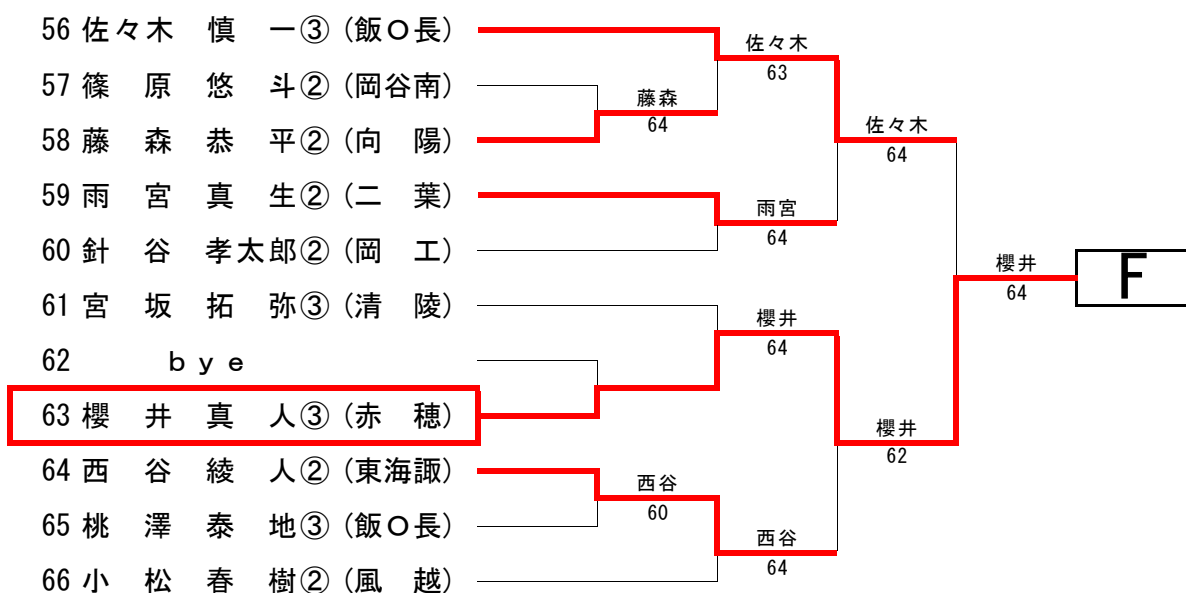 56 佐々木 慎 一③ (飯O長)
佐々木
63
57 篠 原 悠 斗② (岡谷南)
藤森
64
58 藤 森 恭 平② (向 陽)
佐々木
64
59 雨 宮 真 生② (二 葉)
雨宮
64
60 針 谷 孝太郎② (岡 工)
櫻井
64
F
61 宮 坂 拓 弥③ (清 陵)
櫻井
64
62 bye
63 櫻 井 真 人③ (赤 穂)
櫻井
62
64 西 谷 綾 人② (東海諏)
西谷
60
65 桃 澤 泰 地③ (飯O長)
西谷
64
66 小 松 春 樹② (風 越)